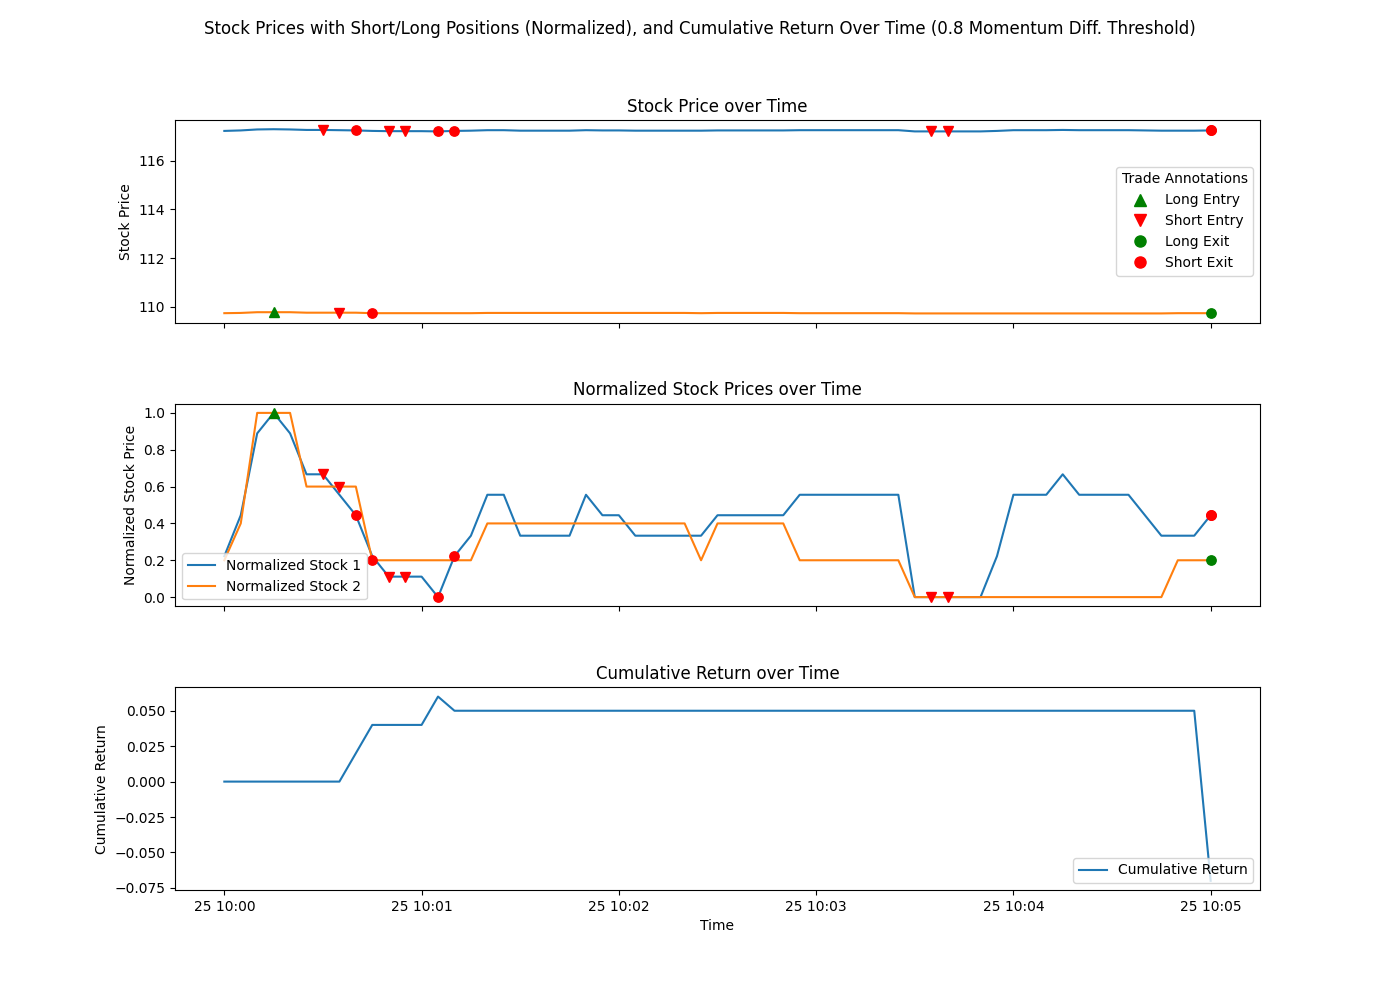 Stock Prices with Short/Long Positions (Normalized), and Cumulative Return Over Time (0.8 Momentum Diff. Threshold)
Stock Price over Time
Stock Price
116
114
112
110
Trade Annotations
Long Entry
Short Entry
Long Exit
Short Exit
Normalized Stock Prices over Time
Normalized Stock Price
1.0
0.8
0.6
0.4
0.2
0.0
Normalized Stock 1
Normalized Stock 2
Cumulative Return over Time
Cumulative Return
0.050
0.025
0.000
−0.025
−0.050
−0.075
Cumulative Return
25 10:00 25 10:01 25 10:02 25 10:03 25 10:04 25 10:05
Time